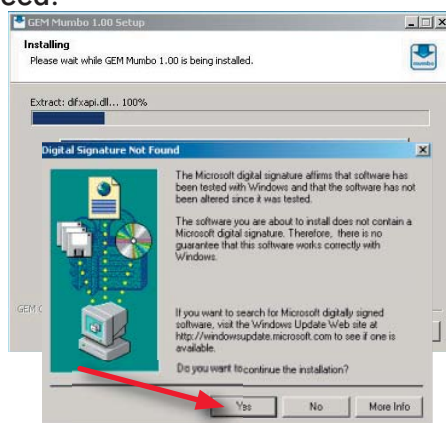 eed:
GEM Mumbo 1.00 Setup
Installing
Please wait while GEM Mumbo 1.00 is being installed.
mumbo
Extract: difxapi.dll... 100%
Digital Signature Not Found
The Microsoft digital signature affirms that software has
been tested with Windows and that the software has not
been altered since it was tested.
The software you are about to install does not contain a
Microsoft digital signature. Therefore, there is no
guarantee that this software works correctly with
Windows.
GEM
If you want to search for Microsoft digitally signed
software, visit the Windows Update Web site at
http://windowsupdate.microsoft.com to see if one is
available.
Do you want to continue the installation?
Yes
No
More Info